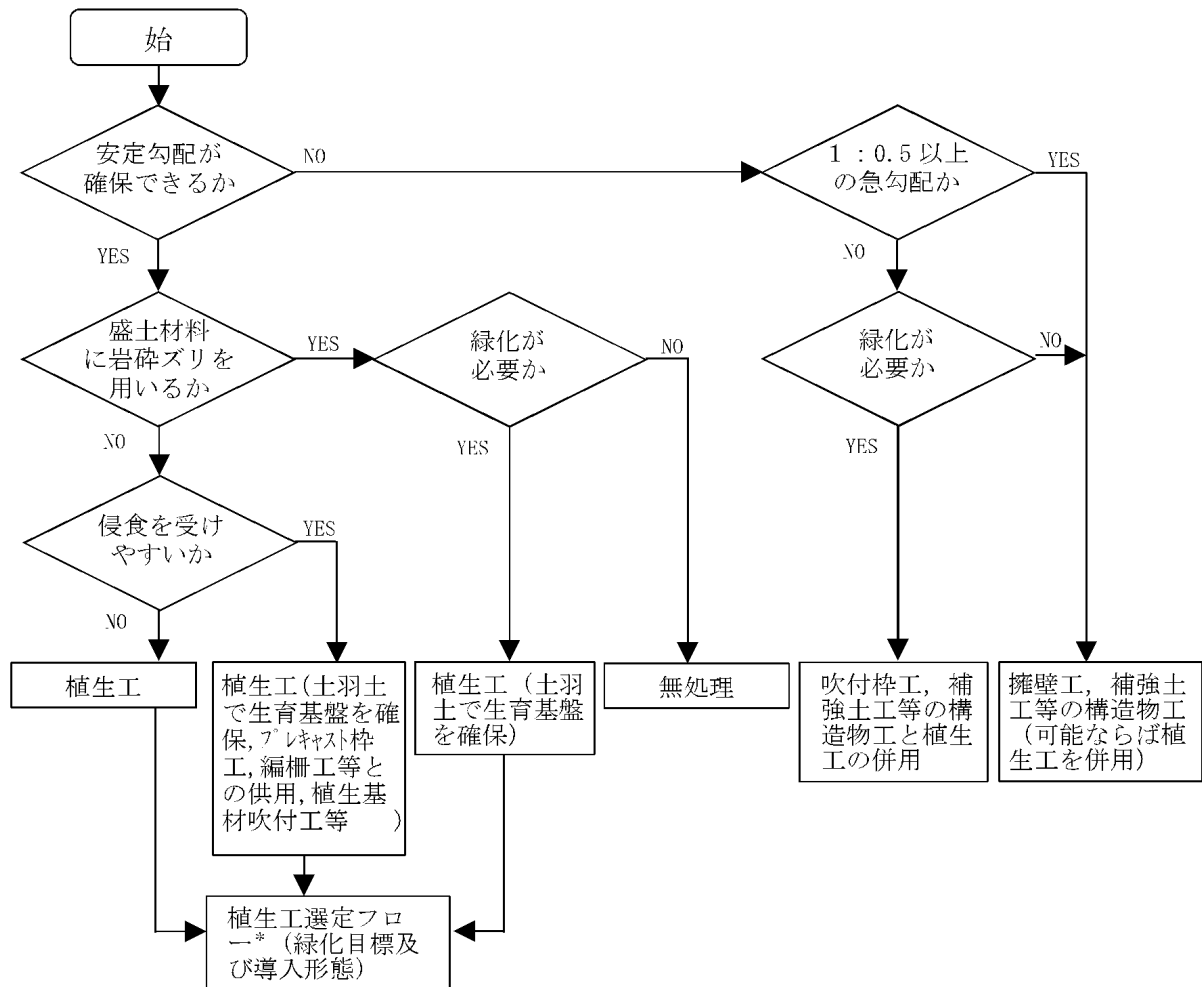 始
安定勾配が
確保できるか
NO
1：0.5以上
の急勾配か
YES
YES
NO
盛土材料
に岩砕ズリを
用いるか
YES
緑化が
必要か
NO
緑化が
必要か
NO
NO
YES
YES
侵食を受け
やすいか
YES
NO
植生工
植生工(土羽土
で生育基盤を確
保,プレキャスト枠
工,編柵工等と
の供用,植生基
材吹付工等　)
植生工（土羽
土で生育基盤
を確保）
無処理
吹付枠工，補
強土工等の構
造物工と植生
工の併用
擁壁工，補強土
工等の構造物工
（可能ならば植
生工を併用）
植生工選定フロ
ー*（緑化目標及
び導入形態）